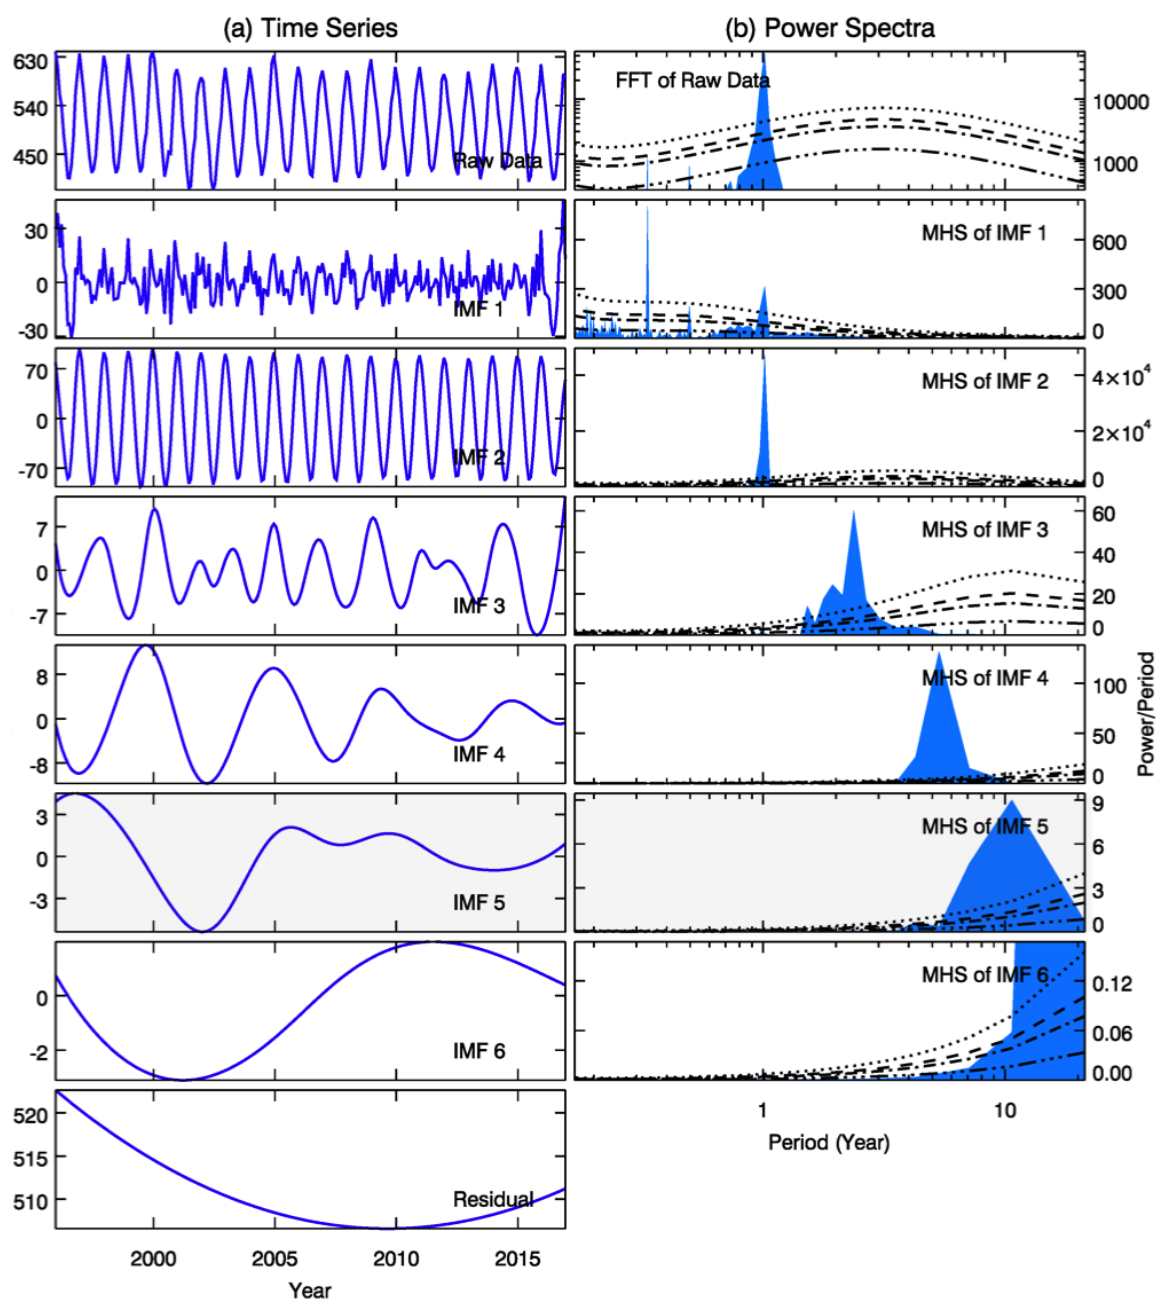 (a) Time Series
(b) Power Spectra
630
540
450
Raw Data
FFT of Raw Data
10000
1000
30
0
-30
IMF 1
MHS of IMF 1
600
300
0
70
0
-70
IMF 2
MHS of IMF 2
4×10⁴
2×10⁴
0
7
0
-7
IMF 3
MHS of IMF 3
60
40
20
0
8
0
-8
IMF 4
MHS of IMF 4
100
50
0
Power/Period
3
0
-3
IMF 5
MHS of IMF 5
9
6
3
0
0
-2
IMF 6
MHS of IMF 6
0.12
0.06
0.00
1
10
Period (Year)
520
515
510
Residual
2000
2005
2010
2015
Year